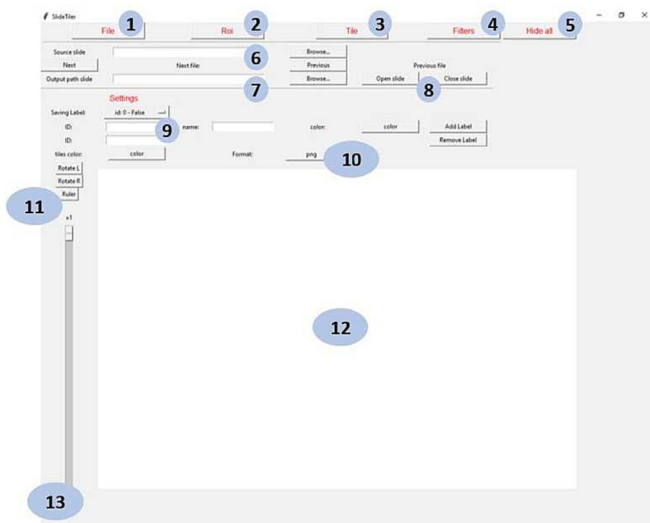 SlideTiler
File 1 Roi 2 Tile 3 Filters 4 Hide all 5
Source slide 6 Browse...
Next Next file: Previous Previous file
Output path slide 7 Browse... Open slide 8 Close slide
Settings
Saving Label: id: 0 - False
ID: 9 name: color: color Add Label
ID: Remove Label
tiles color: color Format: png 10
Rotate L
Rotate R
Ruler
11
x1
12
13